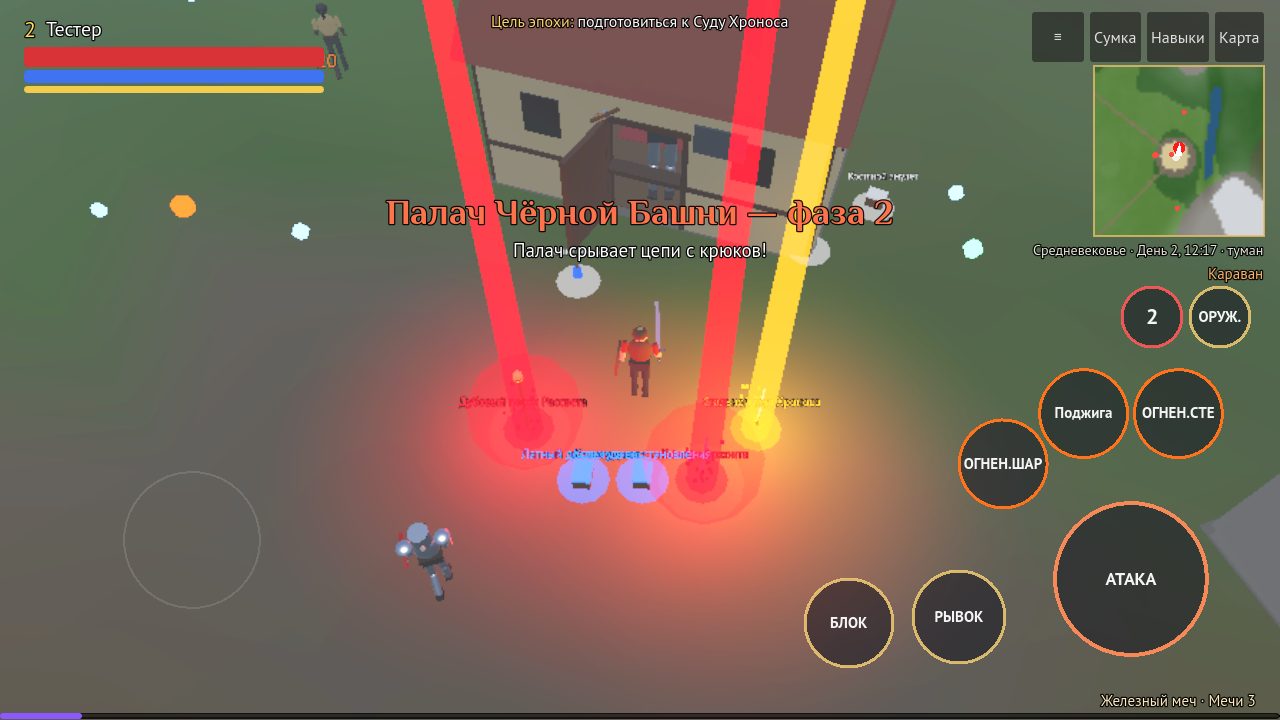 2 Тестер
Цель эпохи: подготовиться к Суду Хроноса
≡
Сумка
Навыки
Карта
Костяной амулет
Палач Чёрной Башни — фаза 2
Палач срывает цепи с крюков!
Средневековье · День 2, 12:17 · туман
Караван
2
ОРУЖ.
Поджига
ОГНЕН.СТЕ
ОГНЕН.ШАР
АТАКА
БЛОК
РЫВОК
Железный меч · Мечи 3